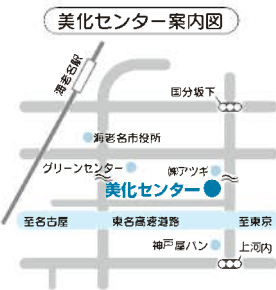 美化センター案内図
海老名駅
国分坂下
海老名市役所
グリーンセンター
㈱アツギ
美化センター
至名古屋
東名高速道路
至東京
神戸屋パン
上河内